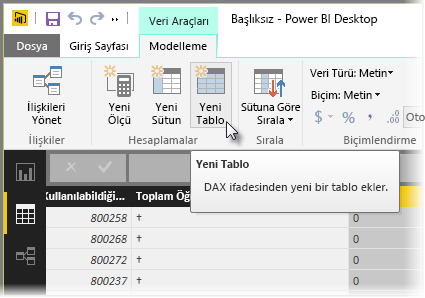 Veri Araçları
Başlıksız - Power BI Desktop
Dosya
Giriş Sayfası
Modelleme
İlişkileri Yönet
Yeni Ölçü
Yeni Sütun
Yeni Tablo
Sütuna Göre Sırala
Veri Türü: Metin
Biçim: Metin
$ % , .00 Oto
İlişkiler
Hesaplamalar
Sırala
Biçimlendirme
Yeni Tablo
DAX ifadesinden yeni bir tablo ekler.
Kullanılabildiği...
Toplam Öğ
800258 † 0
800268 † 0
800272 † 0
800237 † 0